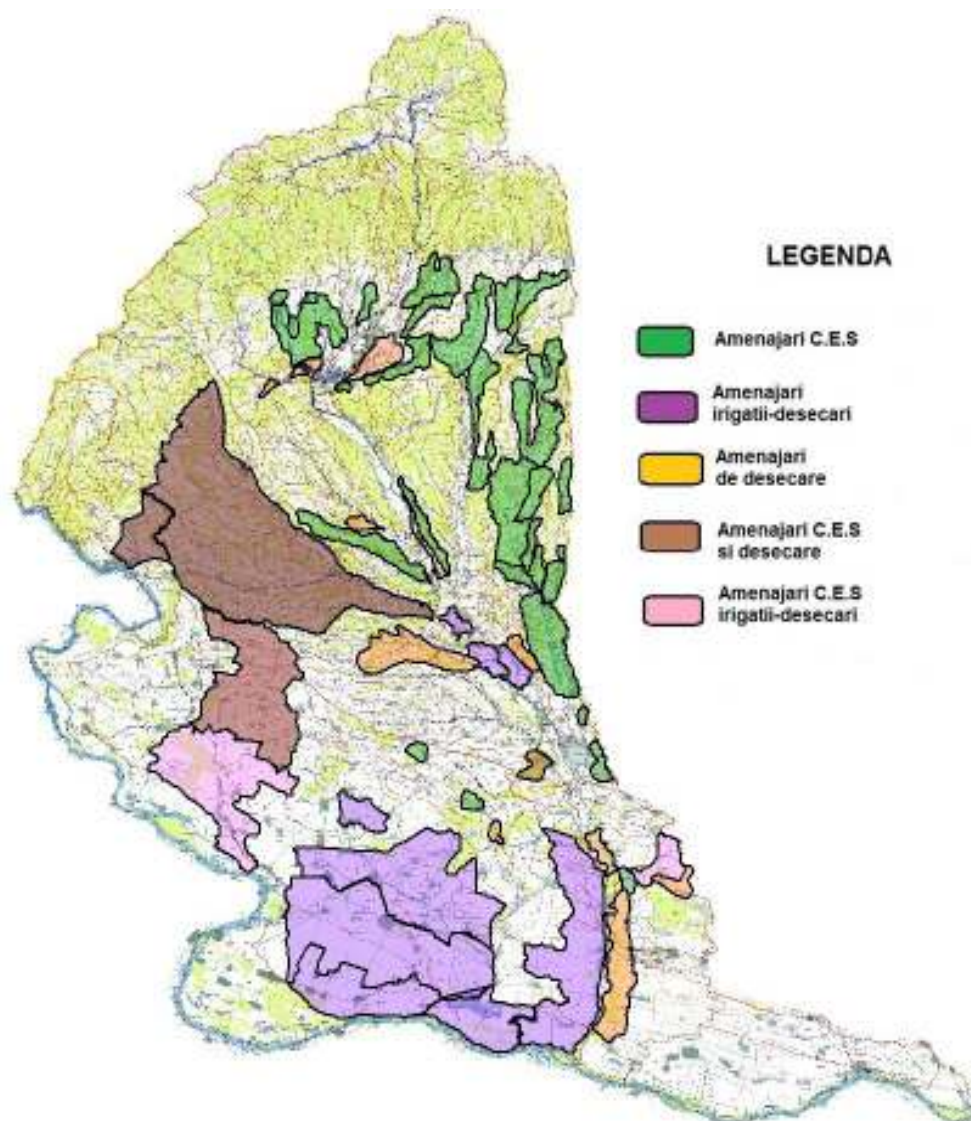 LEGENDA
Amenajari C.E.S
Amenajari
irigatii-desecari
Amenajari
de desecare
Amenajari C.E.S
si desecare
Amenajari C.E.S
irigatii-desecari